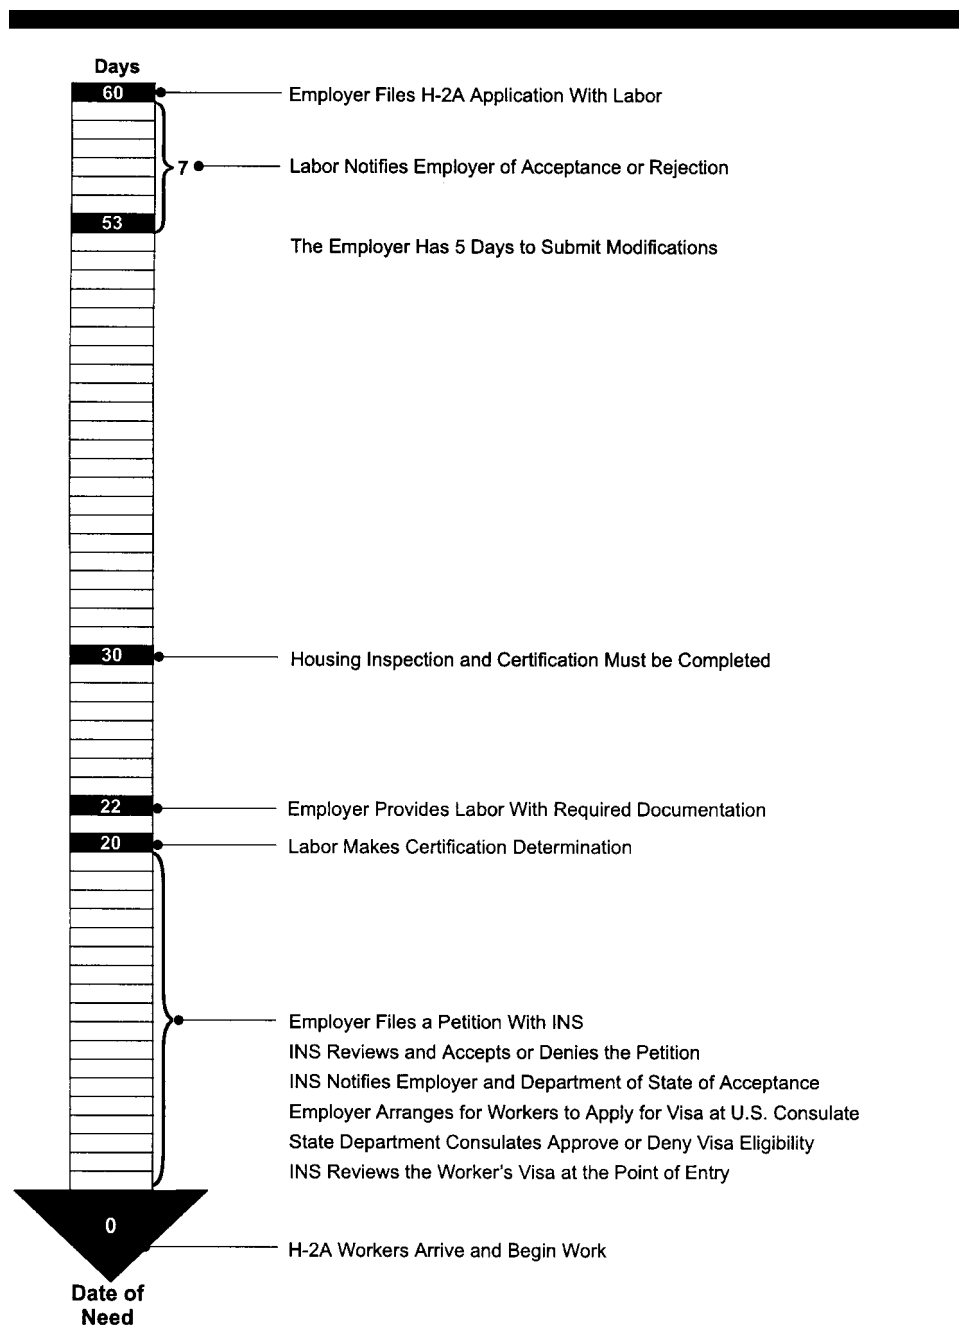 Days
60
Employer Files H-2A Application With Labor
7
Labor Notifies Employer of Acceptance or Rejection
53
The Employer Has 5 Days to Submit Modifications
30
Housing Inspection and Certification Must be Completed
22
Employer Provides Labor With Required Documentation
20
Labor Makes Certification Determination
Employer Files a Petition With INS
INS Reviews and Accepts or Denies the Petition
INS Notifies Employer and Department of State of Acceptance
Employer Arranges for Workers to Apply for Visa at U.S. Consulate
State Department Consulates Approve or Deny Visa Eligibility
INS Reviews the Worker's Visa at the Point of Entry
0
H-2A Workers Arrive and Begin Work
Date of
Need